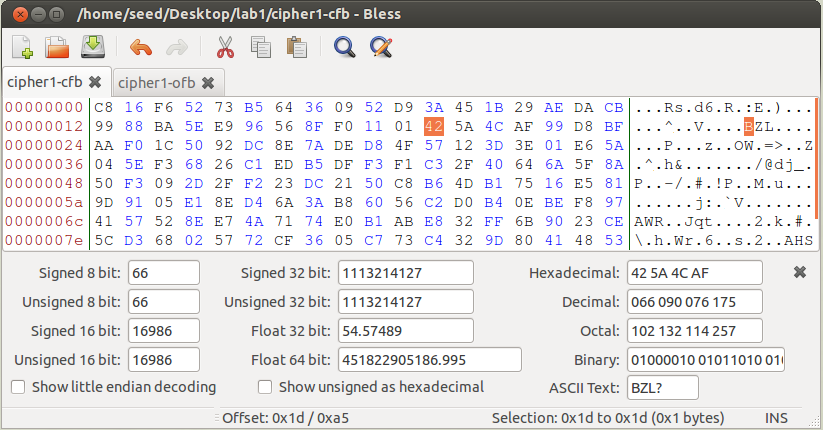 /home/seed/Desktop/lab1/cipher1-cfb - Bless
cipher1-cfb cipher1-ofb
00000000 C8 16 F6 52 73 B5 64 36 09 52 D9 3A 45 1B 29 AE DA CB ...Rs.d6.R.:E.)...
00000012 99 88 BA 5E E9 96 56 8F F0 11 01 42 5A 4C AF 99 D8 BF ...^..V....BZL....
00000024 AA F0 1C 50 92 DC 8E 7A DE D8 4F 57 12 3D 3E 01 E6 5A ...P...z..OW.=>..Z
00000036 04 5E F3 68 26 C1 ED B5 DF F3 F1 C3 2F 40 64 6A 5F 8A .^.h&......./@dj_.
00000048 50 F3 09 2D 2F F2 23 DC 21 50 C8 B6 4D B1 75 16 E5 81 P..-/.#.!P..M.u...
0000005a 9D 91 05 E1 8E D4 6A 3A B8 60 56 C2 D0 B4 0E BE F8 97 ......j:.`V.......
0000006c 41 57 52 8E E7 4A 71 74 E0 B1 AB E8 32 FF 6B 90 23 CE AWR..Jqt....2.k.#.
0000007e 5C D3 68 02 57 72 CF 36 05 C7 73 C4 32 9D 80 41 48 53 \.h.Wr.6..s.2..AHS
Signed 8 bit: 66 Signed 32 bit: 1113214127 Hexadecimal: 42 5A 4C AF
Unsigned 8 bit: 66 Unsigned 32 bit: 1113214127 Decimal: 066 090 076 175
Signed 16 bit: 16986 Float 32 bit: 54.57489 Octal: 102 132 114 257
Unsigned 16 bit: 16986 Float 64 bit: 451822905186.995 Binary: 01000010 01011010 010
Show little endian decoding Show unsigned as hexadecimal ASCII Text: BZL?
Offset: 0x1d / 0xa5 Selection: 0x1d to 0x1d (0x1 bytes) INS